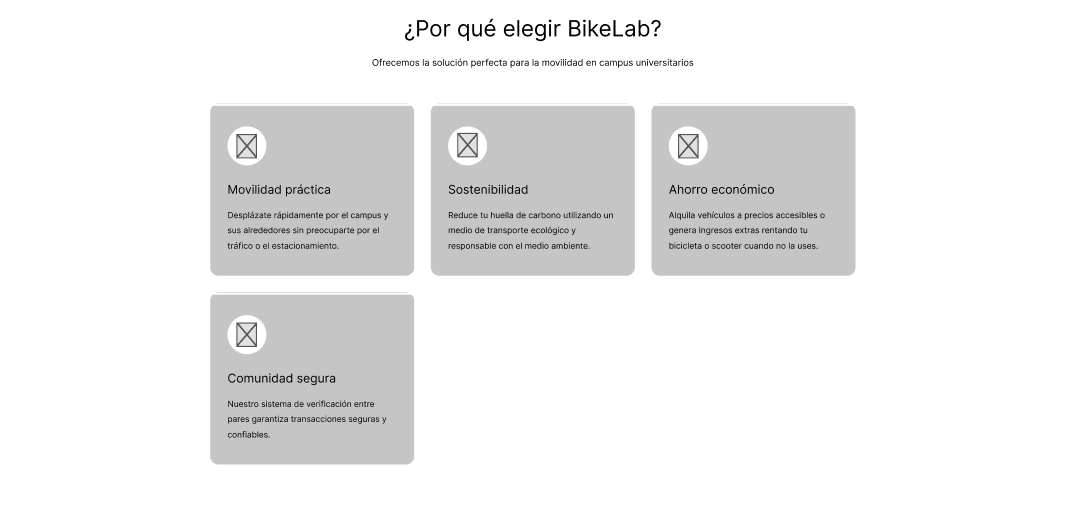 ¿Por qué elegir BikeLab?
Ofrecemos la solución perfecta para la movilidad en campus universitarios
Movilidad práctica
Desplázate rápidamente por el campus y
sus alrededores sin preocuparte por el
tráfico o el estacionamiento.
Sostenibilidad
Reduce tu huella de carbono utilizando un
medio de transporte ecológico y
responsable con el medio ambiente.
Ahorro económico
Alquila vehículos a precios accesibles o
genera ingresos extras rentando tu
bicicleta o scooter cuando no la uses.
Comunidad segura
Nuestro sistema de verificación entre
pares garantiza transacciones seguras y
confiables.